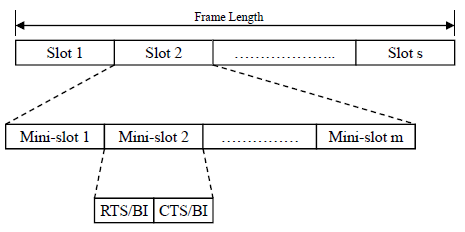 Frame Length
Slot 1 Slot 2 ………………….. Slot s
Mini-slot 1 Mini-slot 2 …………… Mini-slot m
RTS/BI CTS/BI